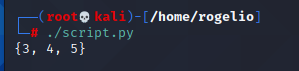 ┌──(root💀kali)-[/home/rogelio]
└─# ./script.py
{3, 4, 5}